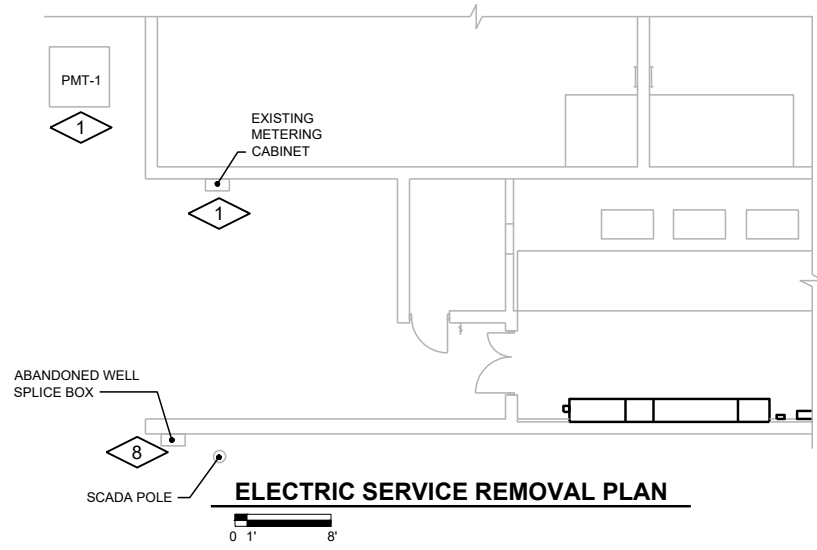 PMT-1
1
EXISTING
METERING
CABINET
1
ABANDONED WELL
SPLICE BOX
8
SCADA POLE
ELECTRIC SERVICE REMOVAL PLAN
0 1' 8'